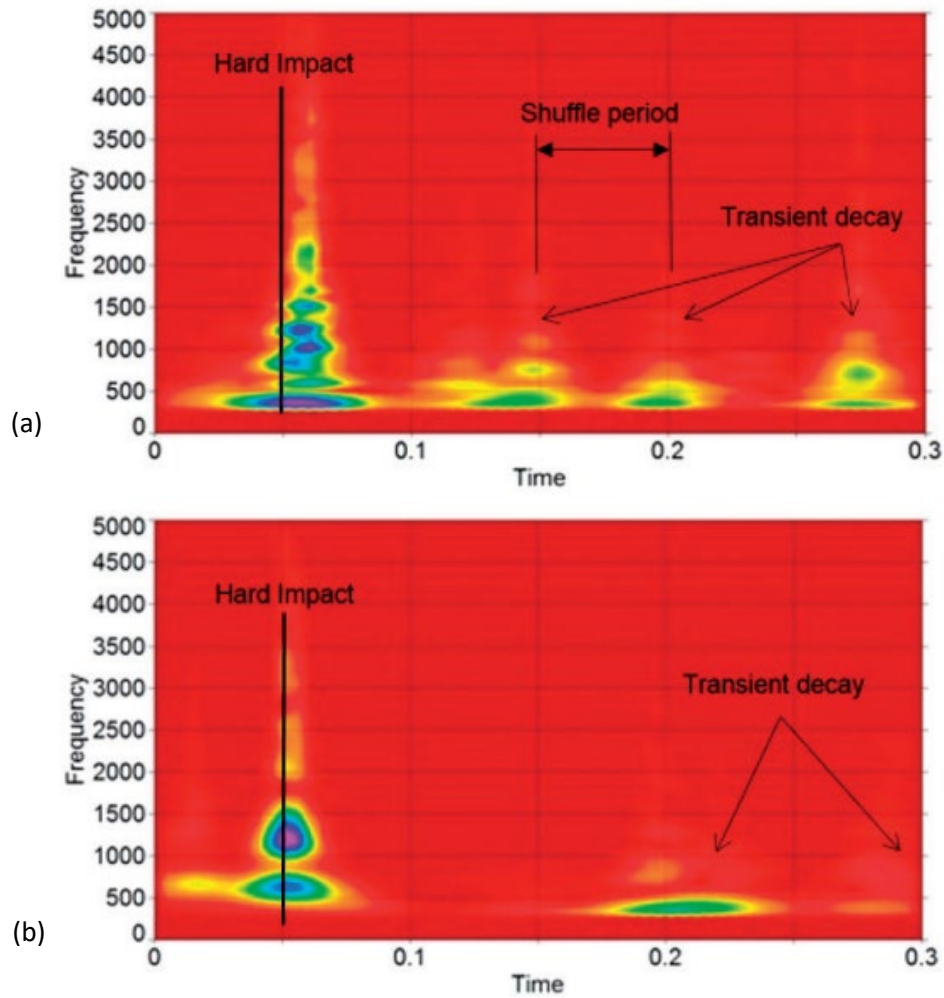 5000
4500
Hard Impact
4000
Shuffle period
3500
3000
Transient decay
2500
Frequency
2000
1500
1000
500
0
(a)
0 0.1 0.2 0.3
Time
5000
4500
Hard Impact
4000
3500
3000
Transient decay
2500
Frequency
2000
1500
1000
500
0
(b)
0 0.1 0.2 0.3
Time